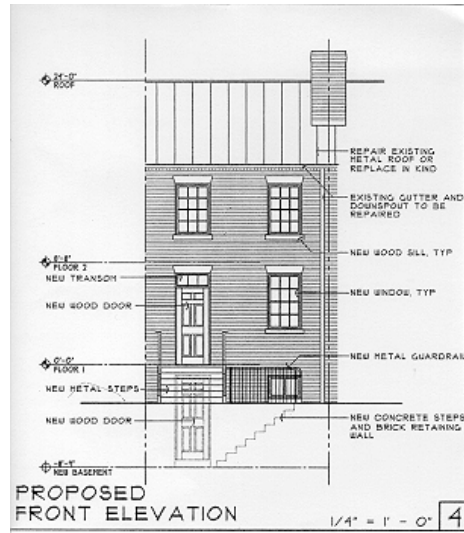 24'-0"
ROOF
REPAIR EXISTING
METAL ROOF OR
REPLACE IN KIND
EXISTING GUTTER AND
DOWNSPOUT TO BE
REPAIRED
NEW WOOD SILL, TYP
FLOOR 2
NEW TRANSOM
NEW WOOD DOOR
NEW WINDOW, TYP
0'-0"
FLOOR 1
NEW METAL GUARDRAIL
NEW METAL STEPS
NEW WOOD DOOR
NEW CONCRETE STEPS
AND BRICK RETAINING
WALL
NEW BASEMENT
PROPOSED
FRONT ELEVATION
1/4" = 1' - 0"
4